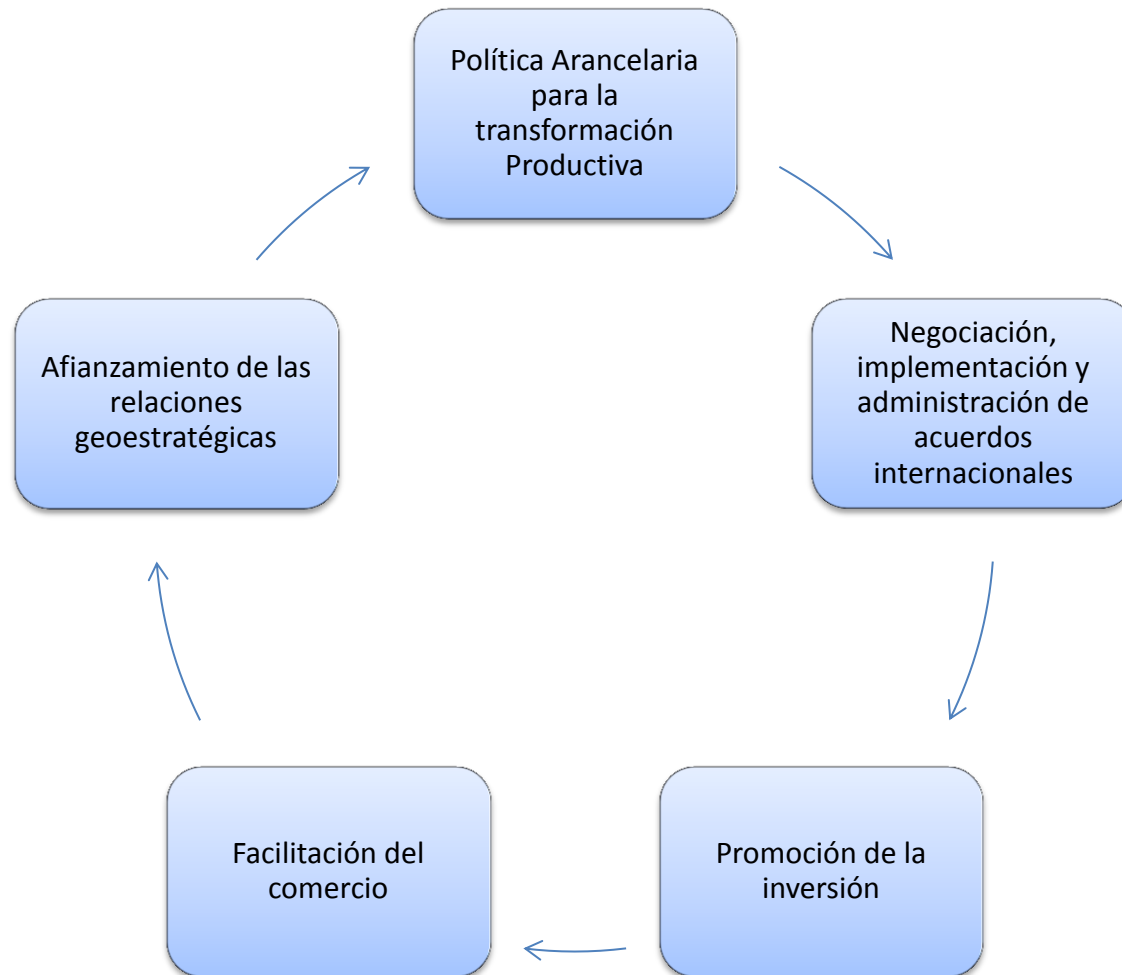 Política Arancelaria
para la
transformación
Productiva
Negociación,
implementación y
administración de
acuerdos
internacionales
Promoción de la
inversión
Facilitación del
comercio
Afianzamiento de las
relaciones
geoestratégicas